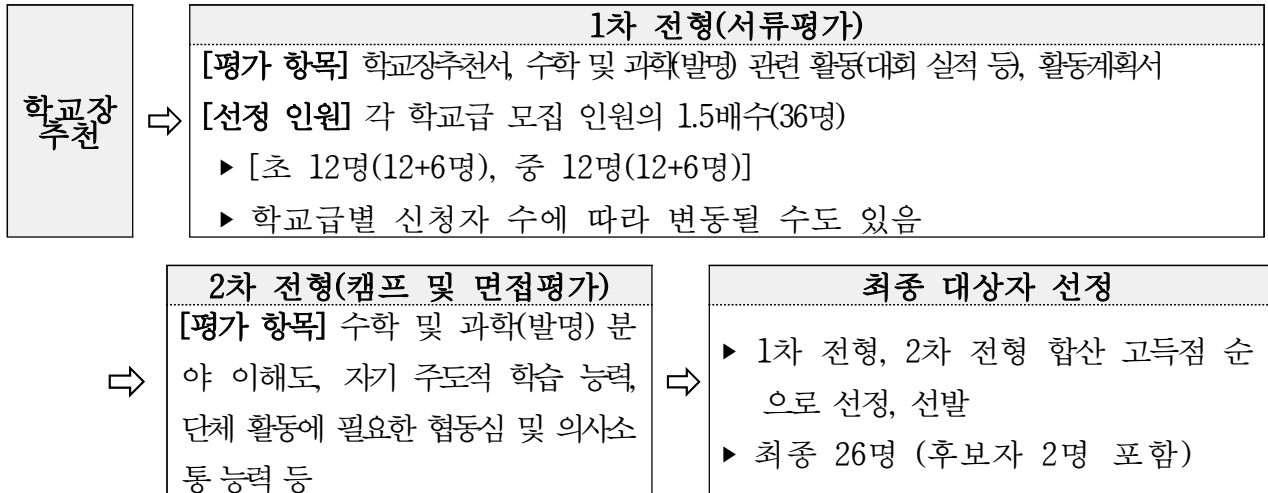 학교장
추천
⇨
1차 전형(서류평가)
[평가 항목] 학교장추천서, 수학 및 과학(발명) 관련 활동(대회 실적 등), 활동계획서
[선정 인원] 각 학교급 모집 인원의 1.5배수(36명)
▶ [초 12명(12+6명), 중 12명(12+6명)]
▶ 학교급별 신청자 수에 따라 변동될 수도 있음
⇨
2차 전형(캠프 및 면접평가)
[평가 항목] 수학 및 과학(발명) 분
야 이해도, 자기 주도적 학습 능력,
단체 활동에 필요한 협동심 및 의사소
통 능력 등
⇨
최종 대상자 선정
▶ 1차 전형, 2차 전형 합산 고득점 순
으로 선정, 선발
▶ 최종 26명 (후보자 2명 포함)